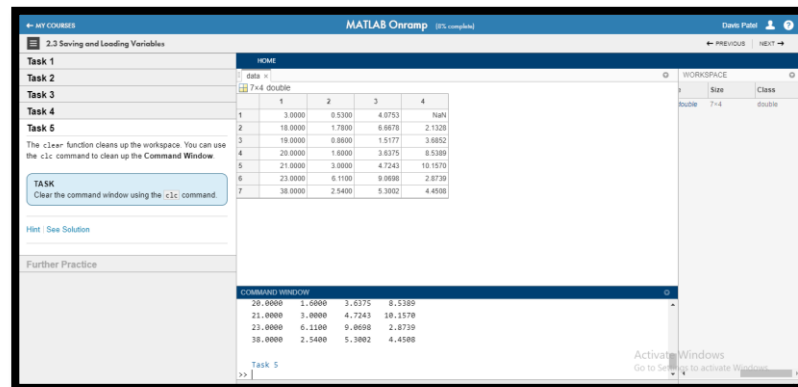 ← MY COURSES
MATLAB Onramp (8% complete)
Davis Patel
2.3 Saving and Loading Variables
← PREVIOUS | NEXT →
Task 1
Task 2
Task 3
Task 4
Task 5
The clear function cleans up the workspace. You can use
the clc command to clean up the Command Window.
TASK
Clear the command window using the clc command.
Hint | See Solution
Further Practice
HOME
data ×
7×4 double
1 2 3 4
1 3.0000 0.5300 4.0753 NaN
2 18.0000 1.7800 6.6678 2.1328
3 19.0000 0.8600 1.5177 3.6852
4 20.0000 1.6000 3.6375 8.5389
5 21.0000 3.0000 4.7243 10.1570
6 23.0000 6.1100 9.0698 2.8739
7 38.0000 2.5400 5.3002 4.4508
COMMAND WINDOW
20.0000 1.6000 3.6375 8.5389
21.0000 3.0000 4.7243 10.1570
23.0000 6.1100 9.0698 2.8739
38.0000 2.5400 5.3002 4.4508
Task 5
>>
WORKSPACE
Size Class
double 7×4 double
Activate Windows
Go to Settings to activate Windows.